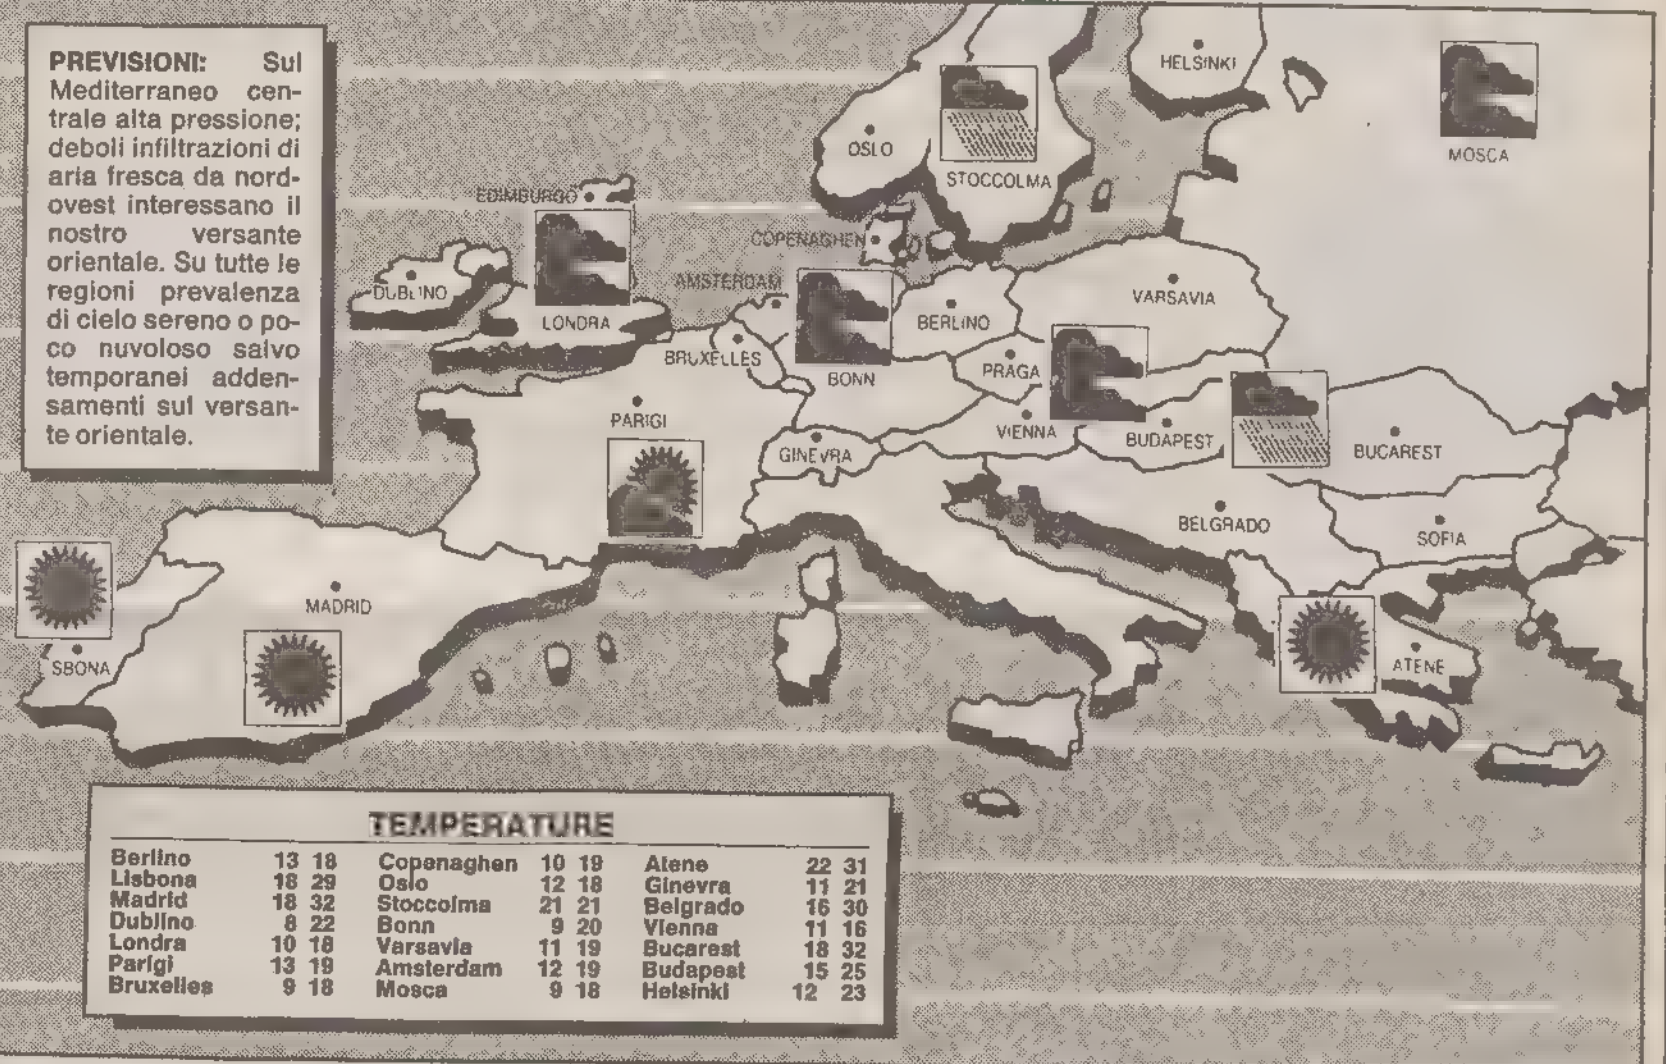 PREVISIONI: Sul
Mediterraneo cen-
trale alta pressione;
deboli infiltrazioni di
aria fresca da nord-
ovest interessano il
nostro versante
orientale. Su tutte le
regioni prevalenza
di cielo sereno o po-
co nuvoloso salvo
temporanei adden-
samenti sul versan-
te orientale.
HELSINKI
MOSCA
OSLO
STOCCOLMA
EDIMBURGO
COPENAGHEN
AMSTERDAM
DUBLINO
LONDRA
VARSAVIA
BERLINO
BRUXELLES
BONN
PRAGA
PARIGI
VIENNA
BUDAPEST
BUCAREST
GINEVRA
BELGRADO
SOFIA
MADRID
SBONA
ATENE
TEMPERATURE
Berlino 13 18 Copenaghen 10 19 Atene 22 31
Lisbona 18 29 Oslo 12 18 Ginevra 11 21
Madrid 18 32 Stoccolma 21 21 Belgrado 16 30
Dublino 8 22 Bonn 9 20 Vienna 11 16
Londra 10 18 Varsavia 11 19 Bucarest 18 32
Parigi 13 19 Amsterdam 12 19 Budapest 15 25
Bruxelles 9 18 Mosca 9 18 Helsinki 12 23